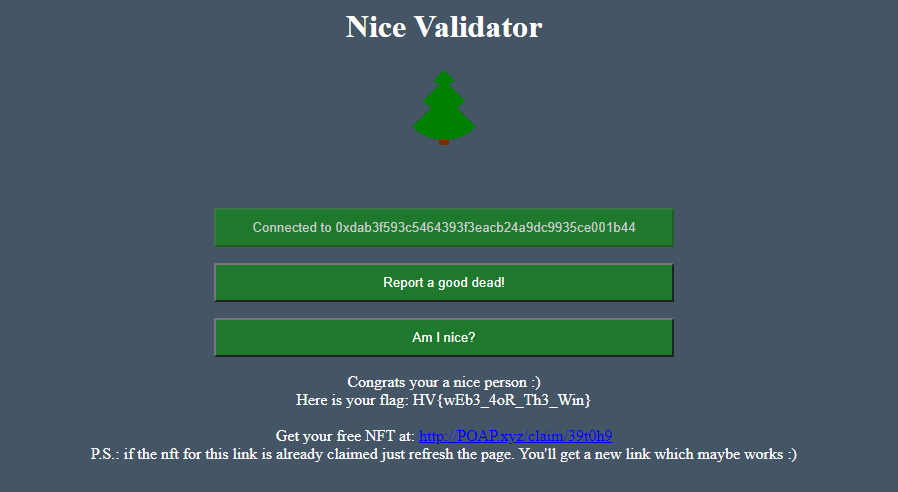 Nice Validator
Connected to 0xdab3f593c5464393f3eacb24a9dc9935ce001b44
Report a good dead!
Am I nice?
Congrats your a nice person :)
Here is your flag: HV{wEb3_4oR_Th3_Win}
Get your free NFT at: http://POAP.xyz/claim/39t0h9
P.S.: if the nft for this link is already claimed just refresh the page. You'll get a new link which maybe works :)